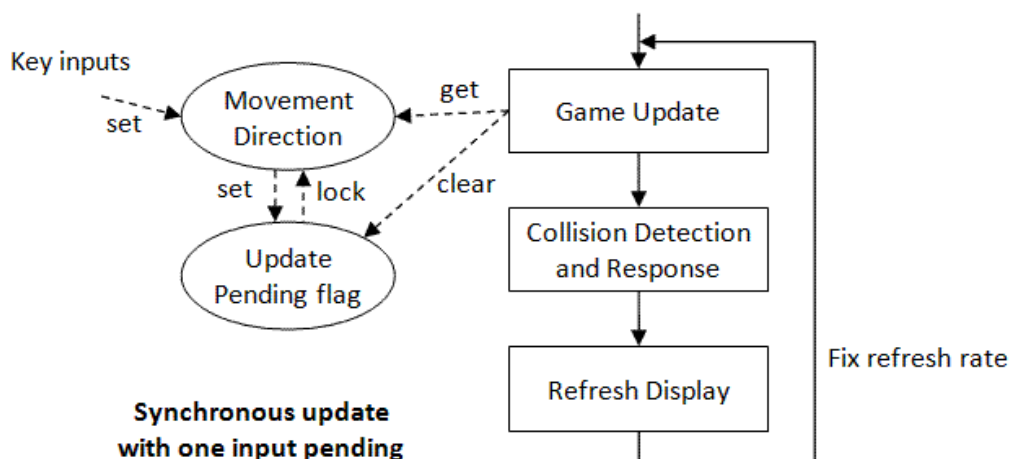 Key inputs
set
Movement
Direction
get
Game Update
set
lock
clear
Update
Pending flag
Collision Detection
and Response
Refresh Display
Fix refresh rate
Synchronous update
with one input pending